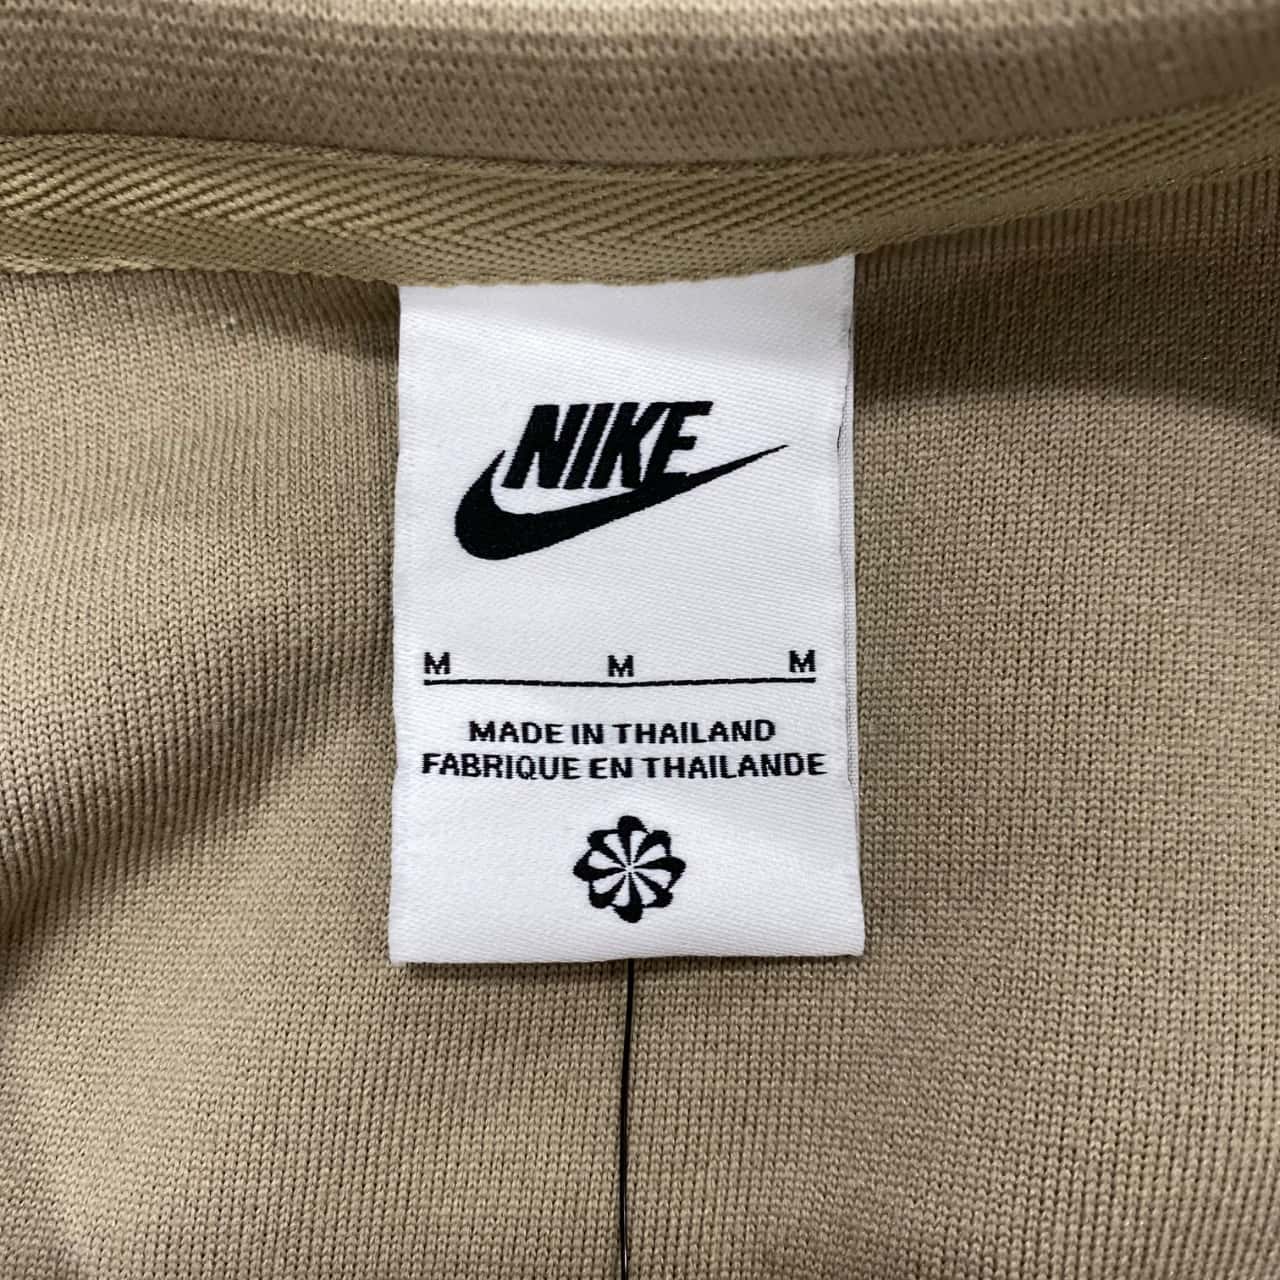 NIKE
M M M
MADE IN THAILAND
FABRIQUE EN THAILANDE